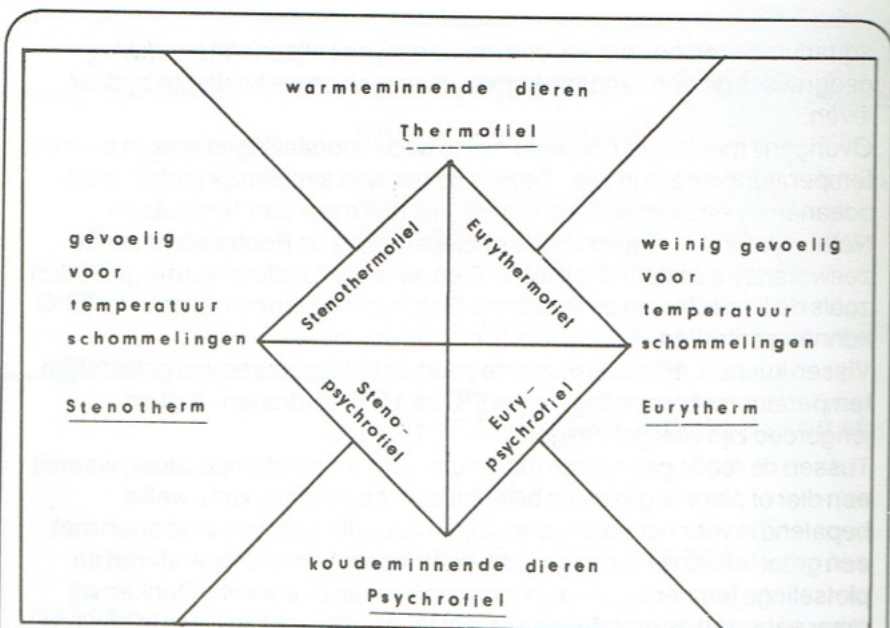 warmteminnende dieren
Thermofiel
Stenothermofiel
Eurythermofiel
gevoelig
voor
temperatuur
schommelingen
Stenotherm
weinig gevoelig
voor
temperatuur
schommelingen
Eurytherm
Steno-
psychrofiel
Eury-
psychrofiel
koudeminnende dieren
Psychrofiel